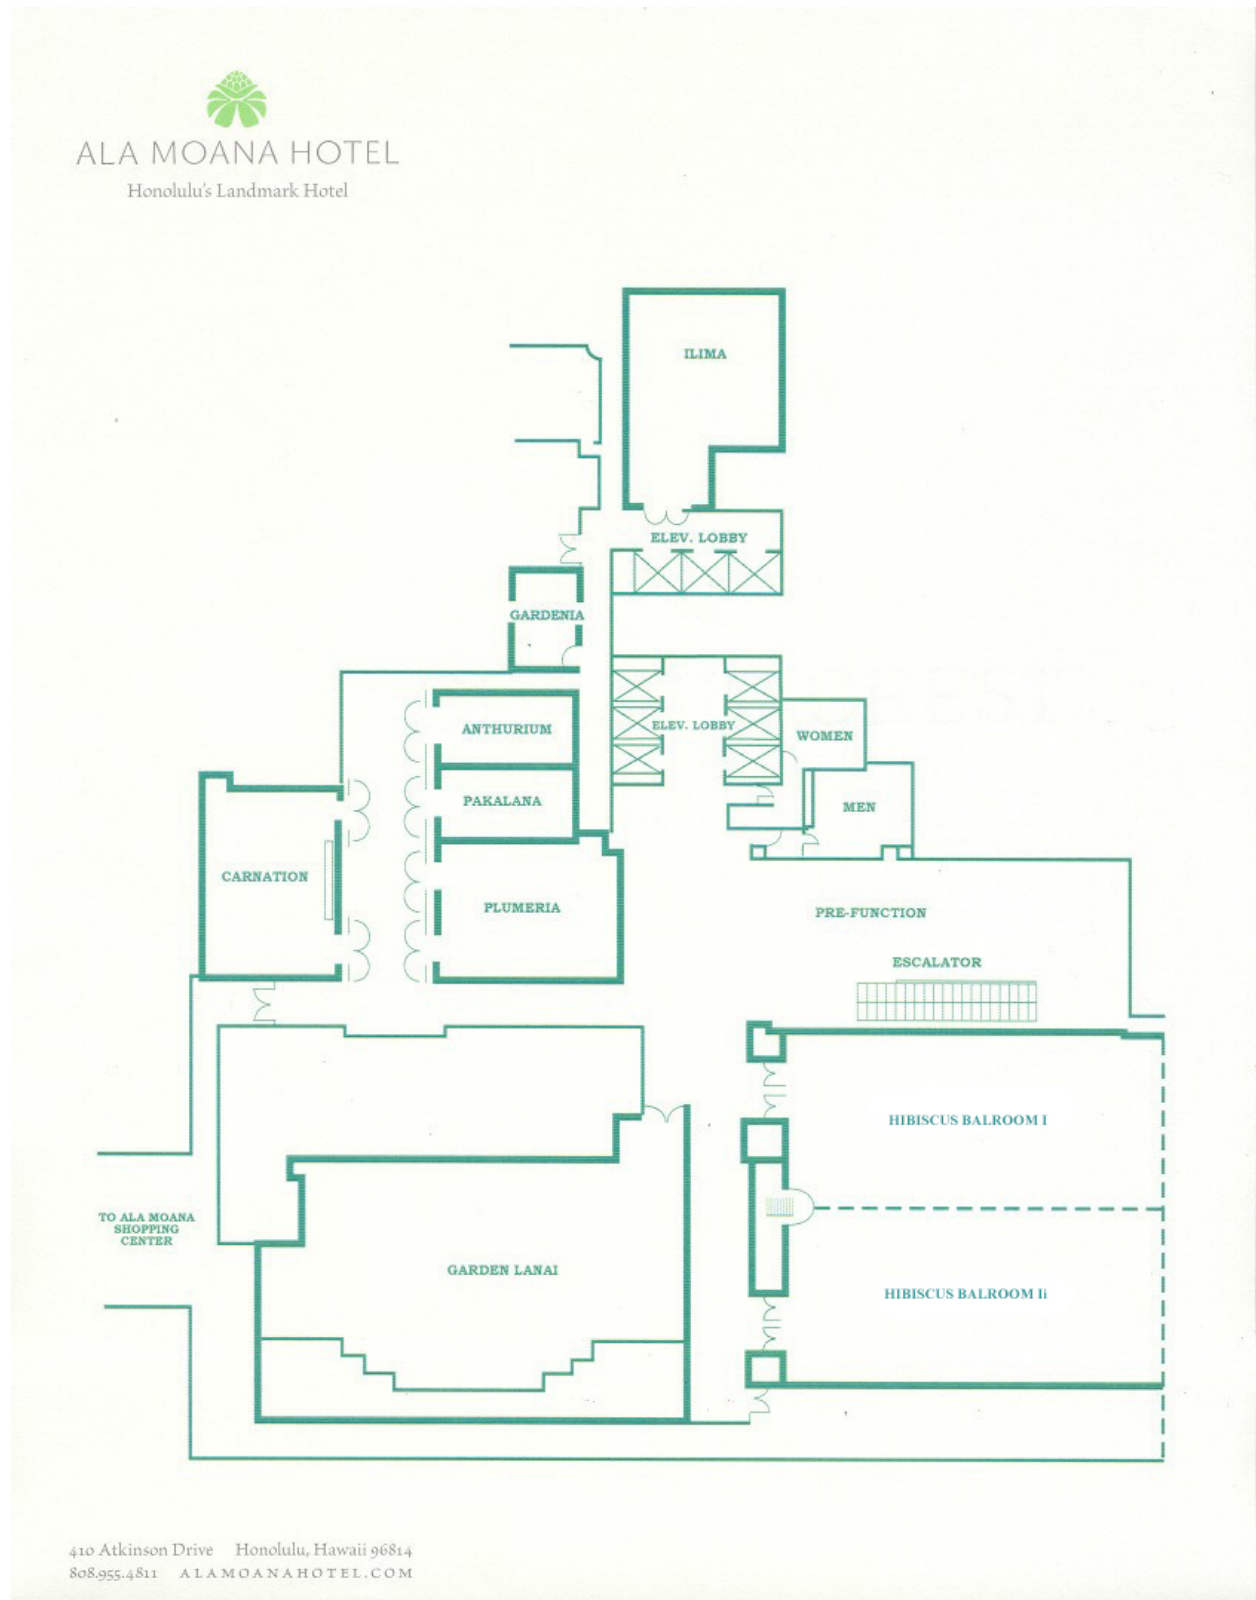 ALA MOANA HOTEL
Honolulu's Landmark Hotel
ILIMA
ELEV. LOBBY
GARDENIA
ANTHURIUM
ELEV. LOBBY
WOMEN
PAKALANA
MEN
CARNATION
PLUMERIA
PRE-FUNCTION
ESCALATOR
HIBISCUS BALROOM I
TO ALA MOANA
SHOPPING
CENTER
GARDEN LANAI
HIBISCUS BALROOM Ii
410 Atkinson Drive Honolulu, Hawaii 96814
808.955.4811 ALAMOANAHOTEL.COM